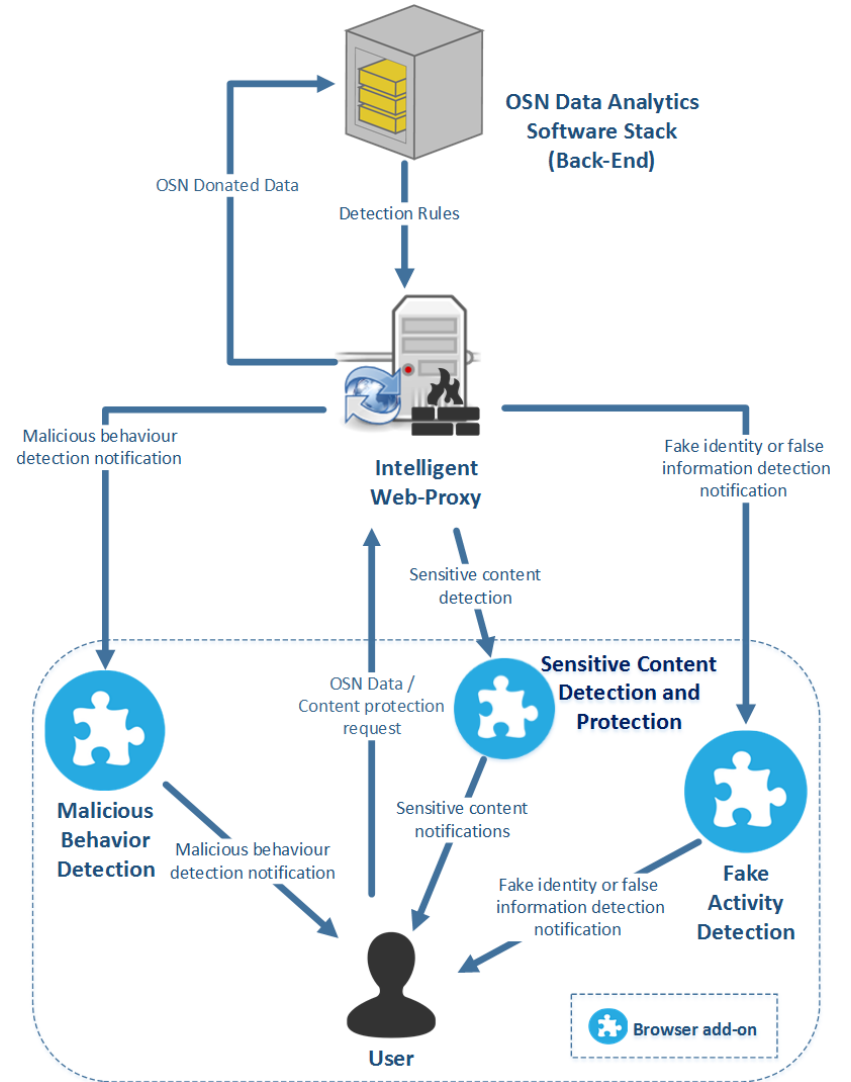 OSN Data Analytics
Software Stack
(Back-End)
OSN Donated Data
Detection Rules
Malicious behaviour
detection notification
Fake identity or false
information detection
notification
Intelligent
Web-Proxy
Sensitive content
detection
OSN Data /
Content protection
request
Sensitive Content
Detection and
Protection
Malicious
Behavior
Detection
Sensitive content
notifications
Malicious behaviour
detection notification
Fake
Activity
Detection
Fake identity or false
information detection
notification
User
Browser add-on